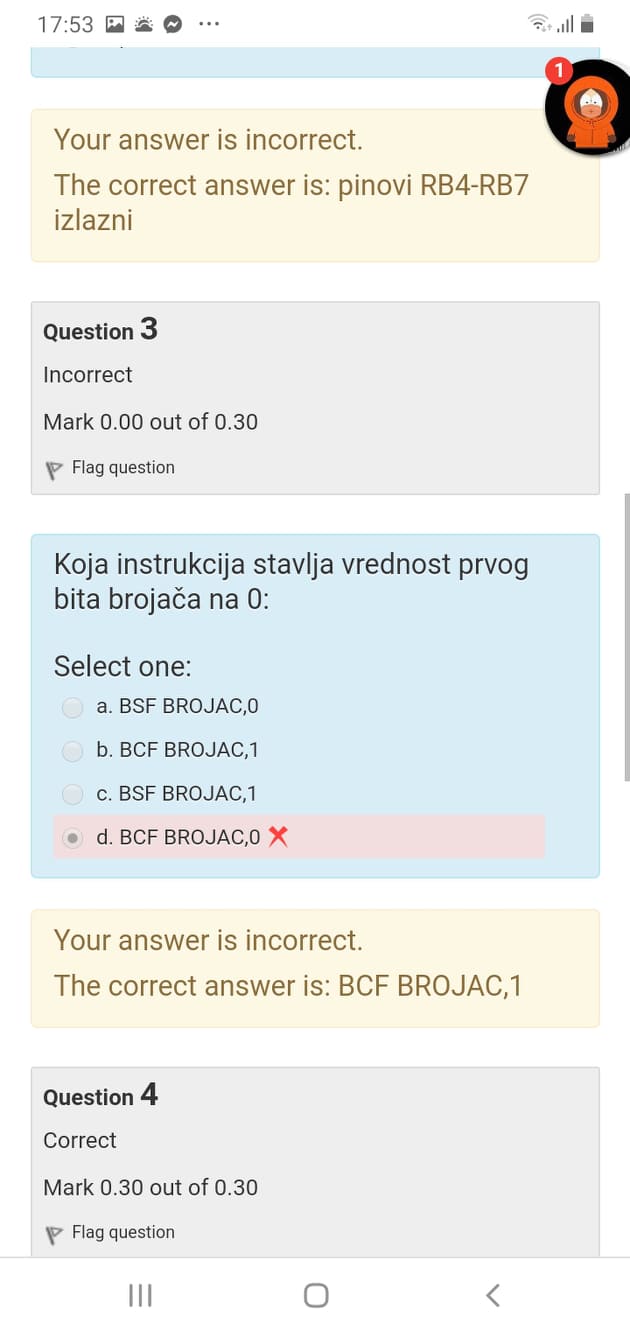 17:53
1
Your answer is incorrect.
The correct answer is: pinovi RB4-RB7
izlazni
Question 3
Incorrect
Mark 0.00 out of 0.30
Flag question
Koja instrukcija stavlja vrednost prvog
bita brojača na 0:
Select one:
a. BSF BROJAC,0
b. BCF BROJAC,1
c. BSF BROJAC,1
d. BCF BROJAC,0
Your answer is incorrect.
The correct answer is: BCF BROJAC,1
Question 4
Correct
Mark 0.30 out of 0.30
Flag question